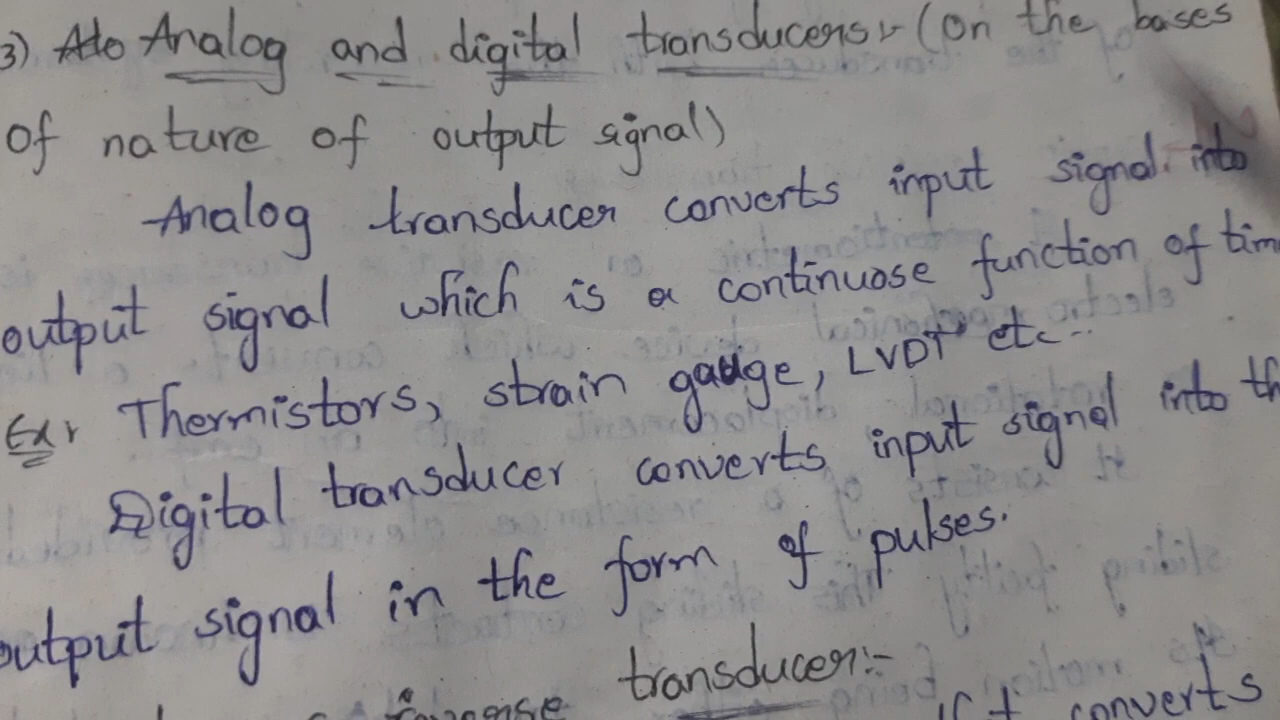 3) Analog and digital transducers:- (on the bases
of nature of output signal)
Analog transducer converts input signal into
output signal which is a continuose function of tim
Ex: Thermistors, strain gauge, LVDT etc..
Digital transducer converts input signal into th
output signal in the form of pulses.
transducer:-
converts